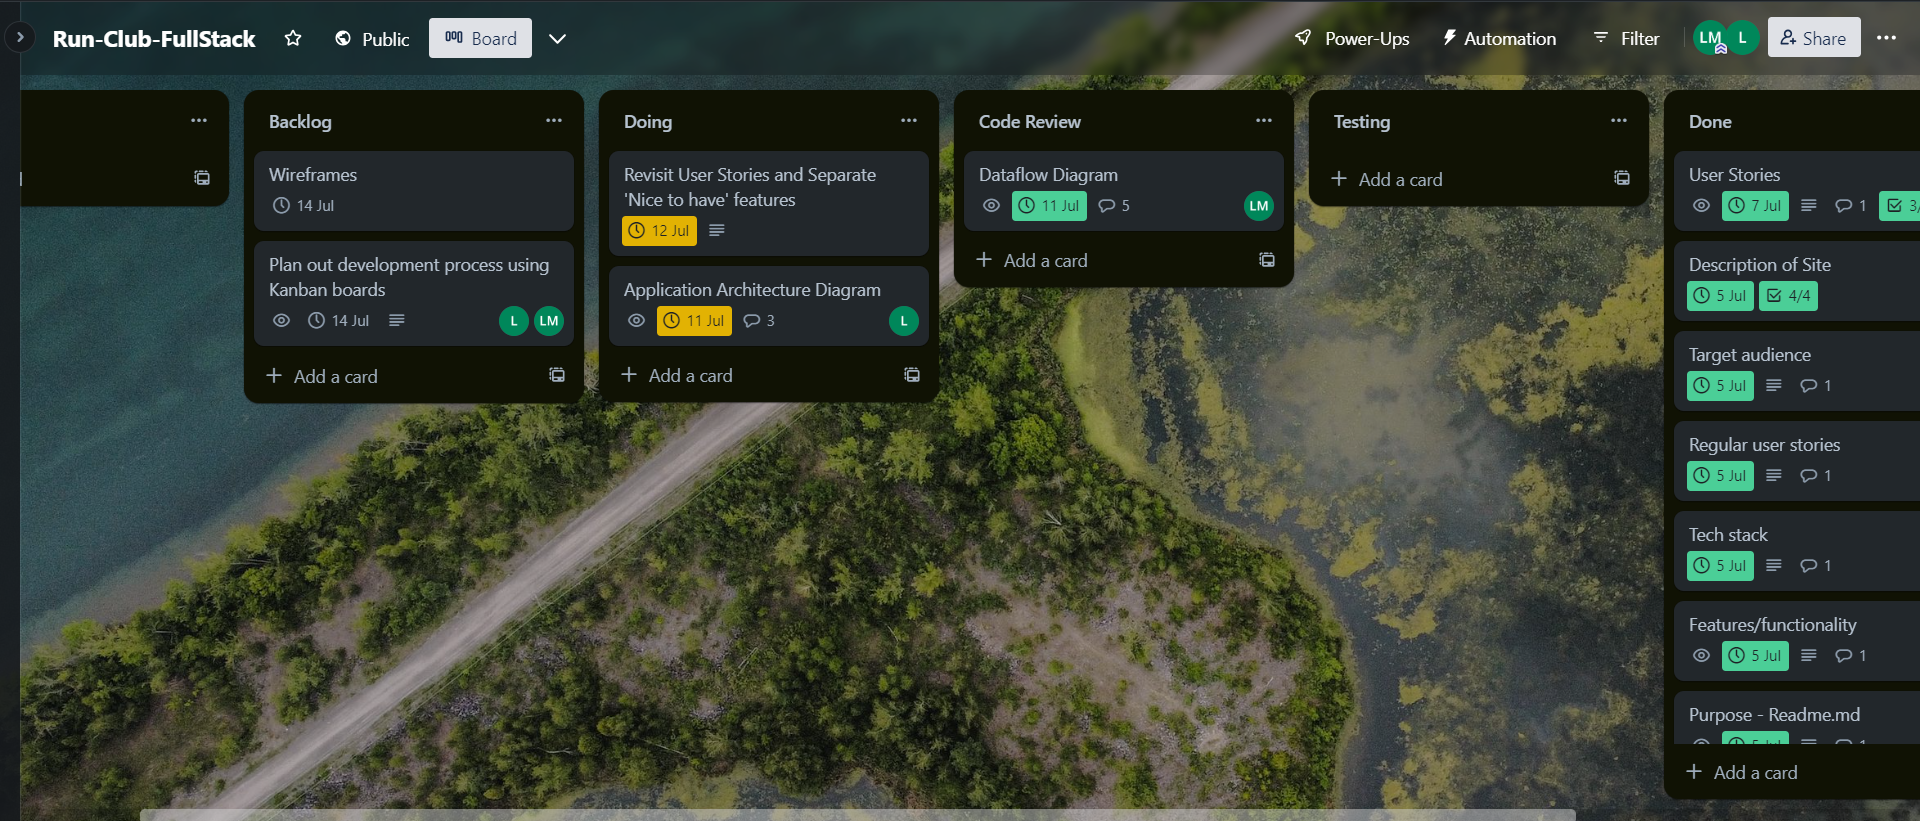 Run-Club-FullStack
Public
Board
Power-Ups
Automation
Filter
LM
L
Share
Backlog
Wireframes
14 Jul
Plan out development process using
Kanban boards
14 Jul
L
LM
Add a card
Doing
Revisit User Stories and Separate
'Nice to have' features
12 Jul
Application Architecture Diagram
11 Jul
3
L
Add a card
Code Review
Dataflow Diagram
11 Jul
5
LM
Add a card
Testing
Add a card
Done
User Stories
7 Jul
1
3/
Description of Site
5 Jul
4/4
Target audience
5 Jul
1
Regular user stories
5 Jul
1
Tech stack
5 Jul
1
Features/functionality
5 Jul
1
Purpose - Readme.md
5 Jul
1
Add a card